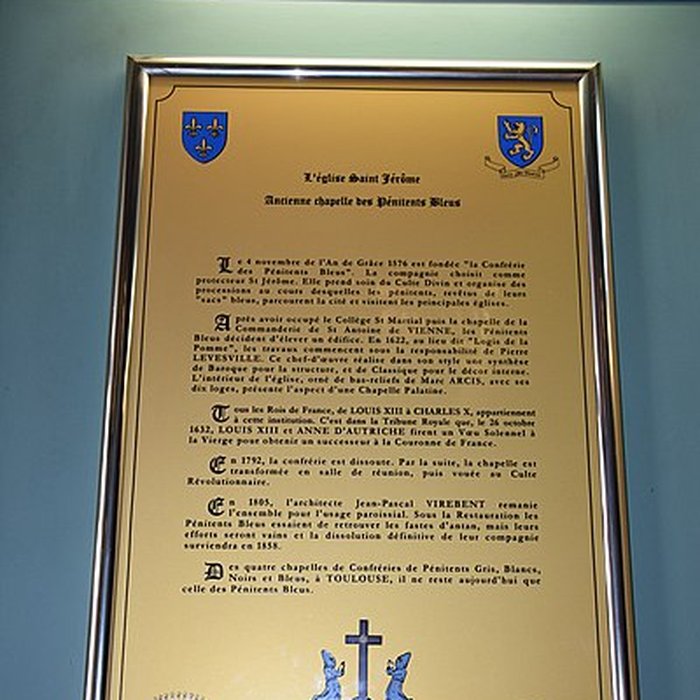 L'église Saint Jérôme
Ancienne chapelle des Pénitents Bleus
Le 4 novembre de l'An de Grâce 1576 est fondée "la Confrérie
des Pénitents Bleus". La compagnie choisit comme
protecteur St Jérôme. Elle prend soin du Culte Divin et organise des
processions au cours desquelles les pénitents, revêtus de leurs
"sacs" bleus, parcourent la cité et visitent les principales églises.
Après avoir occupé le Collège St Martial puis la chapelle de la
Commanderie de St Antoine de VIENNE, les Pénitents
Bleus décident d'élever un édifice. En 1622, au lieu dit "Logis de la
Pomme", les travaux commencent sous la responsabilité de Pierre
LEVESVILLE. Ce chef-d'œuvre réalise dans son style une synthèse
de Baroque pour la structure, et de Classique pour le décor interne.
L'intérieur de l'église, orné de bas-reliefs de Marc ARCIS, avec ses
dix loges, présente l'aspect d'une Chapelle Palatine.
Tous les Rois de France, de LOUIS XIII à CHARLES X, appartiennent
à cette institution. C'est dans la Tribune Royale que, le 26 octobre
1632, LOUIS XIII et ANNE D'AUTRICHE firent un Vœu Solennel à
la Vierge pour obtenir un successeur à la Couronne de France.
En 1792, la confrérie est dissoute. Par la suite, la chapelle est
transformée en salle de réunion, puis vouée au Culte
Révolutionnaire.
En 1805, l'architecte Jean-Pascal VIREBENT remanie
l'ensemble pour l'usage paroissial. Sous la Restauration les
Pénitents Bleus essaient de retrouver les fastes d'antan, mais leurs
efforts seront vains et la dissolution définitive de leur compagnie
surviendra en 1858.
Des quatre chapelles de Confréries de Pénitents Gris, Blancs,
Noirs et Bleus, à TOULOUSE, il ne reste aujourd'hui que
celle des Pénitents Bleus.